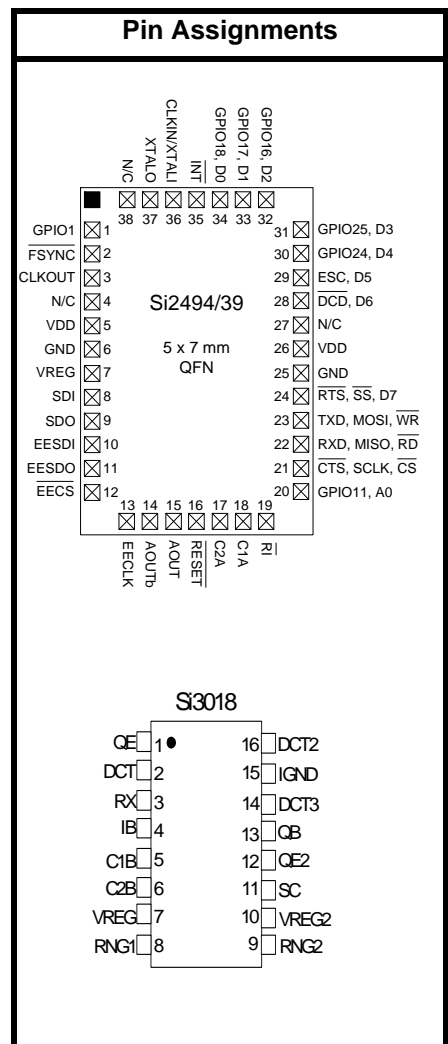 Pin Assignments
N/C
XTALO
CLKIN/XTALI
INT
GPIO18, D0
GPIO17, D1
GPIO16, D2
38 37 36 35 34 33 32
GPIO1 1
FSYNC 2
CLKOUT 3
N/C 4
VDD 5
GND 6
VREG 7
SDI 8
SDO 9
EESDI 10
EESDO 11
EECS 12
Si2494/39
5 x 7 mm
QFN
31 GPIO25, D3
30 GPIO24, D4
29 ESC, D5
28 DCD, D6
27 N/C
26 VDD
25 GND
24 RTS, SS, D7
23 TXD, MOSI, WR
22 RXD, MISO, RD
21 CTS, SCLK, CS
20 GPIO11, A0
13 14 15 16 17 18 19
EECLK
AOUTb
AOUT
RESET
C2A
C1A
RI
Si3018
QE 1 16 DCT2
DCT 2 15 IGND
RX 3 14 DCT3
IB 4 13 QB
C1B 5 12 QE2
C2B 6 11 SC
VREG 7 10 VREG2
RNG1 8 9 RNG2